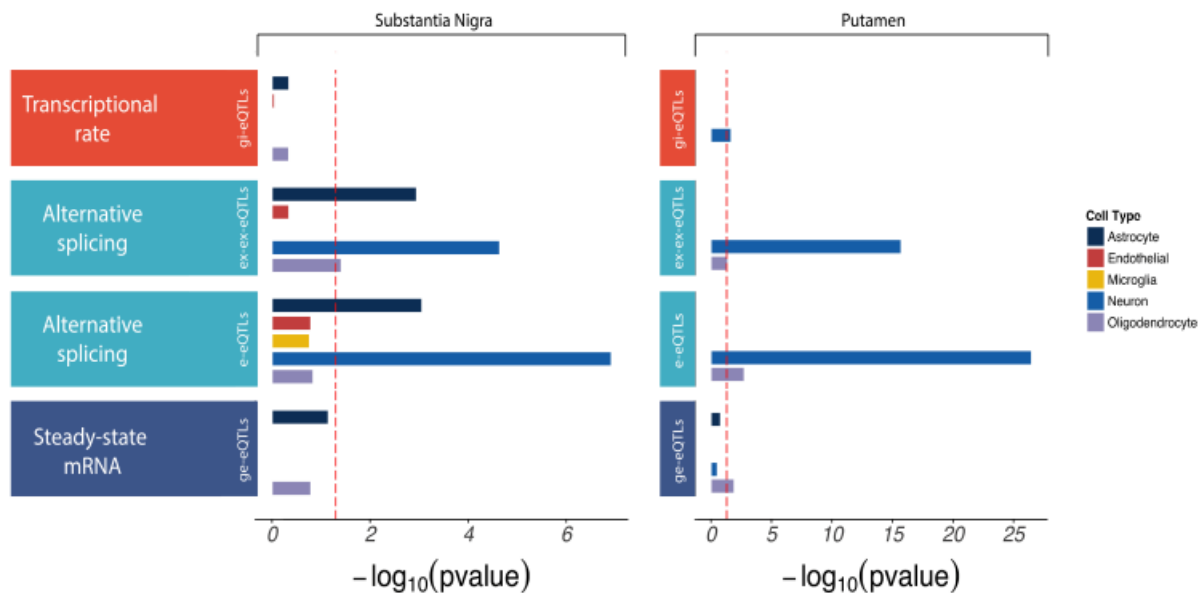 Substantia Nigra
Putamen
Transcriptional
rate
gi-eQTLs
gi-eQTLs
Alternative
splicing
ex-ex-eQTLs
ex-ex-eQTLs
Alternative
splicing
e-eQTLs
e-eQTLs
Steady-state
mRNA
ge-eQTLs
ge-eQTLs
Cell Type
Astrocyte
Endothelial
Microglia
Neuron
Oligodendrocyte
0 2 4 6
0 5 10 15 20 25
−log₁₀(pvalue)
−log₁₀(pvalue)